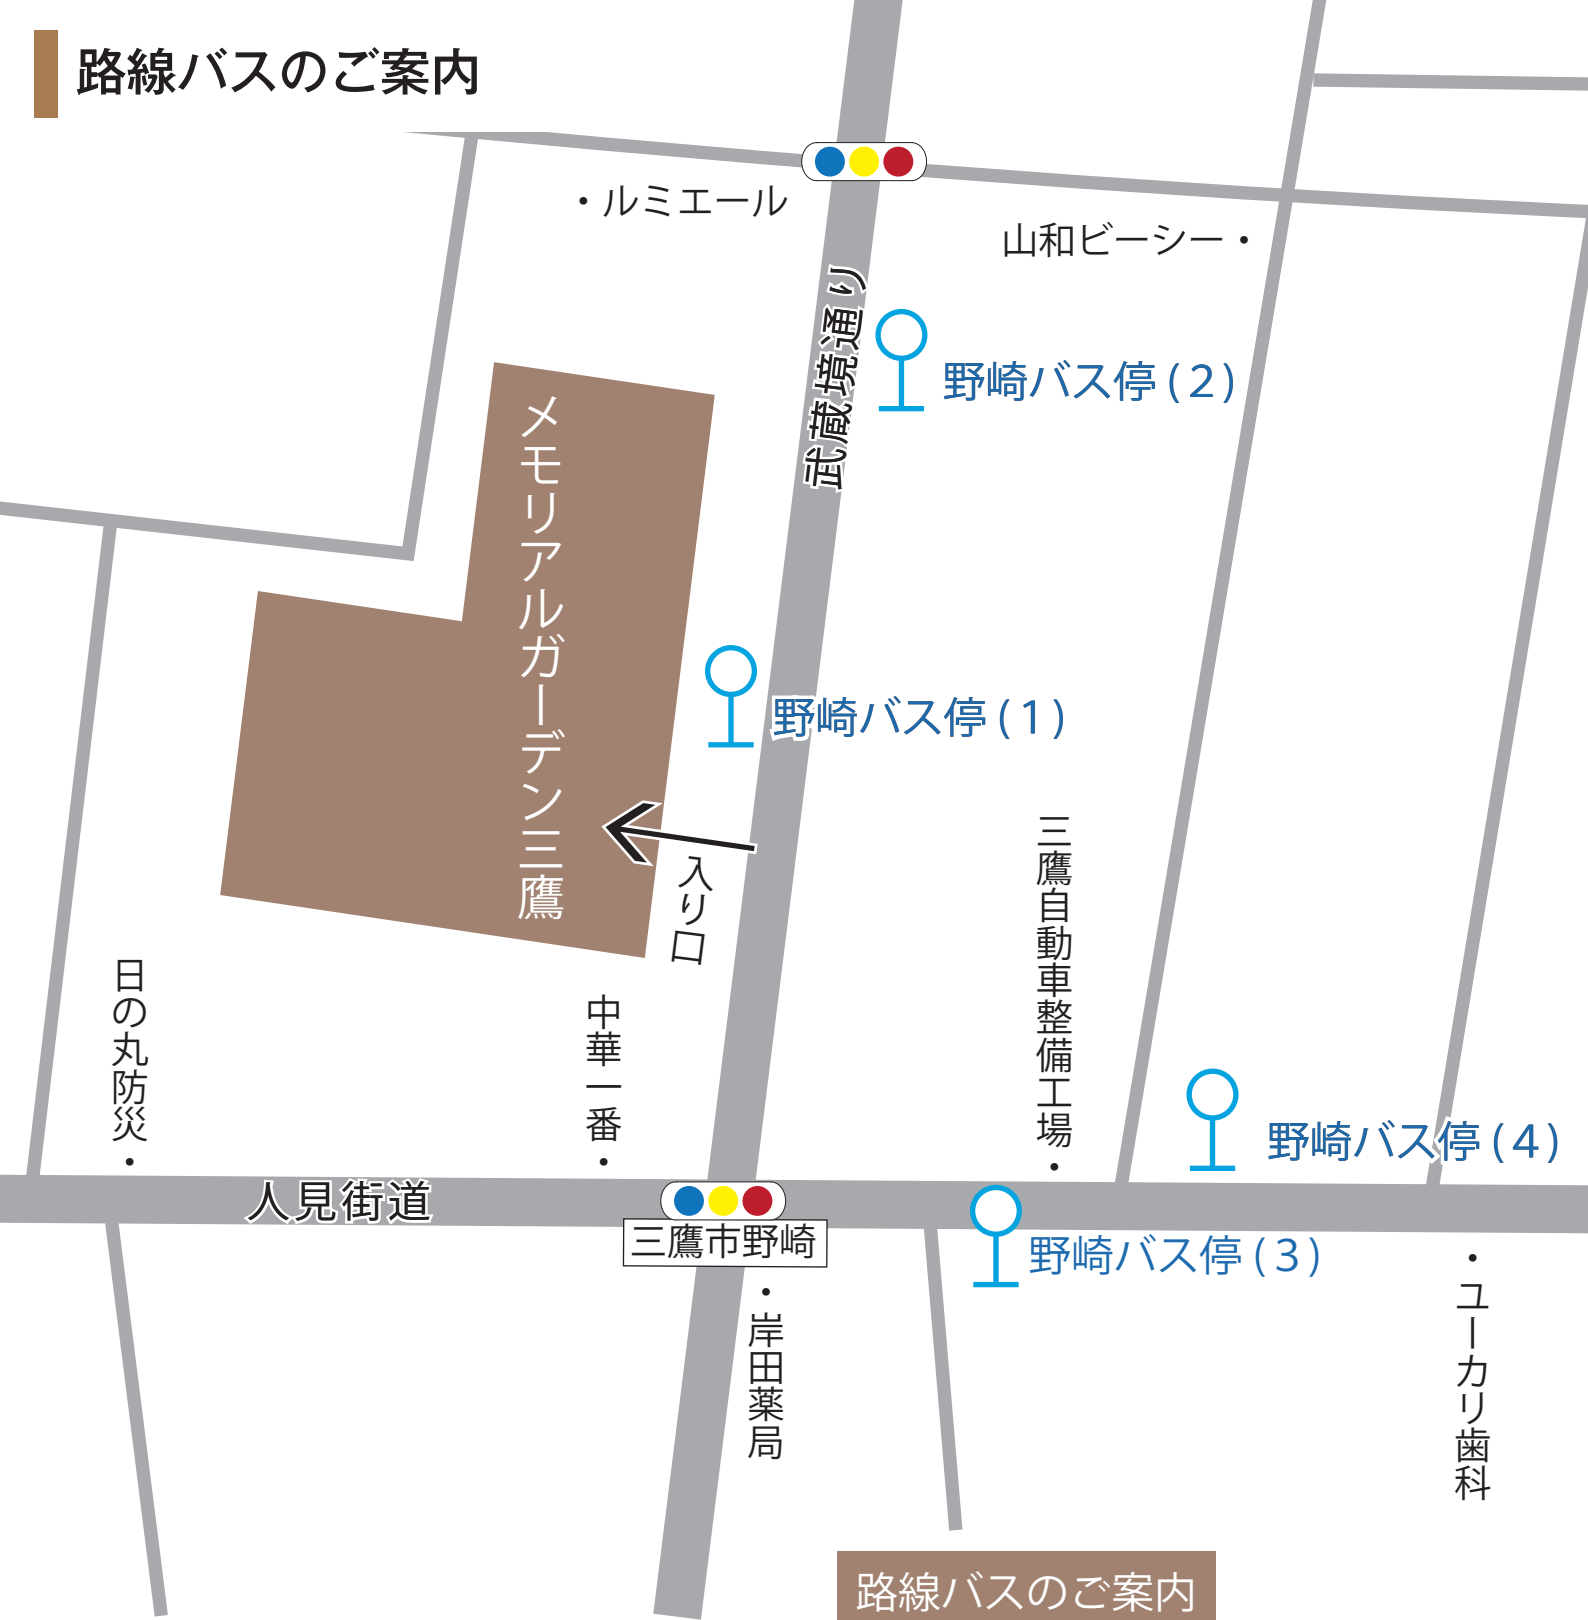 路線バスのご案内
・ルミエール
山和ビーシー・
武蔵境通り
野崎バス停(2)
メモリアルガーデン三鷹
野崎バス停(1)
入り口
三鷹自動車整備工場・
日の丸防災・
中華一番・
野崎バス停(4)
人見街道
三鷹市野崎
野崎バス停(3)
・岸田薬局
・ユーカリ歯科
路線バスのご案内